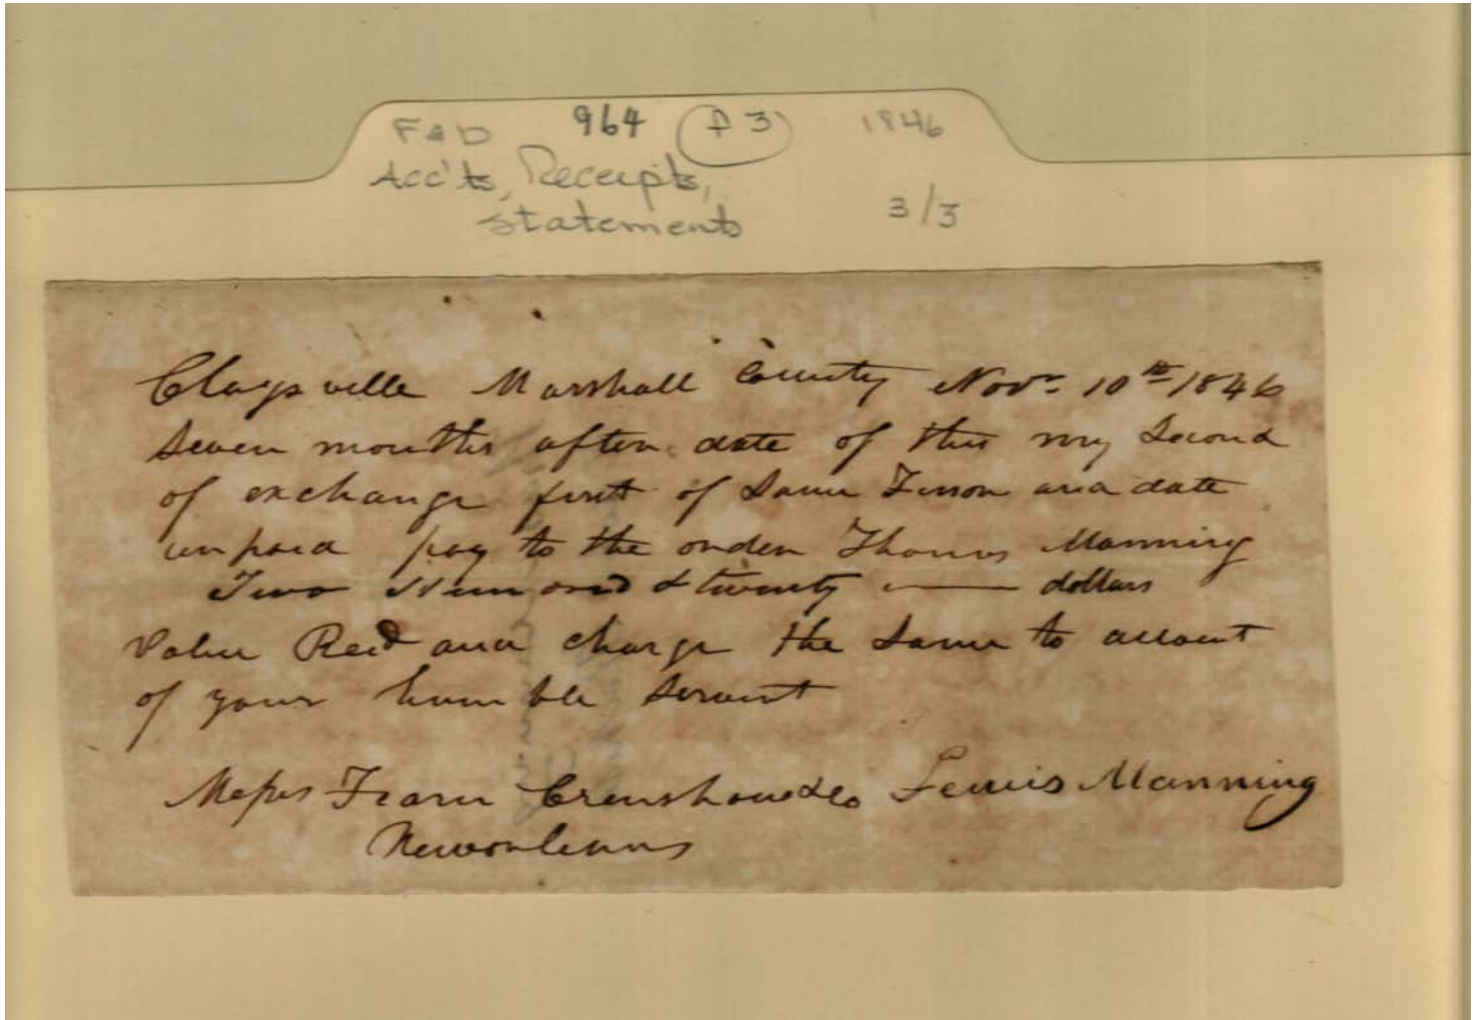 F & D 964 P 3 1846
Acc'ts, Receipts,
Statements 3/3
Claysville Marshall County Novr. 10th 1846
Seven months after date of this my Second
of exchange first of Same Tenor and date
unpaid pay to the order Thomas Manning
Two Hundred & twenty —— dollars
Value Recd and charge the Same to account
of your humble Servant
Messrs Fearn Crenshaw & Co Lewis Manning
New orleans